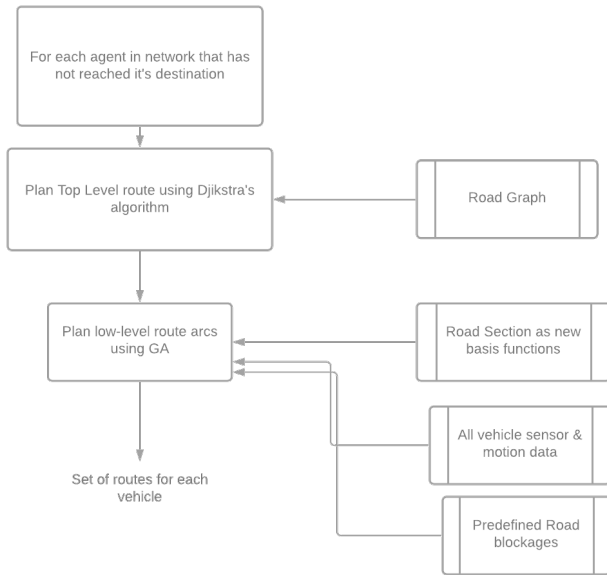 For each agent in network that has
not reached it's destination
Plan Top Level route using Djikstra's
algorithm
Road Graph
Plan low-level route arcs
using GA
Road Section as new
basis functions
All vehicle sensor &
motion data
Set of routes for each
vehicle
Predefined Road
blockages